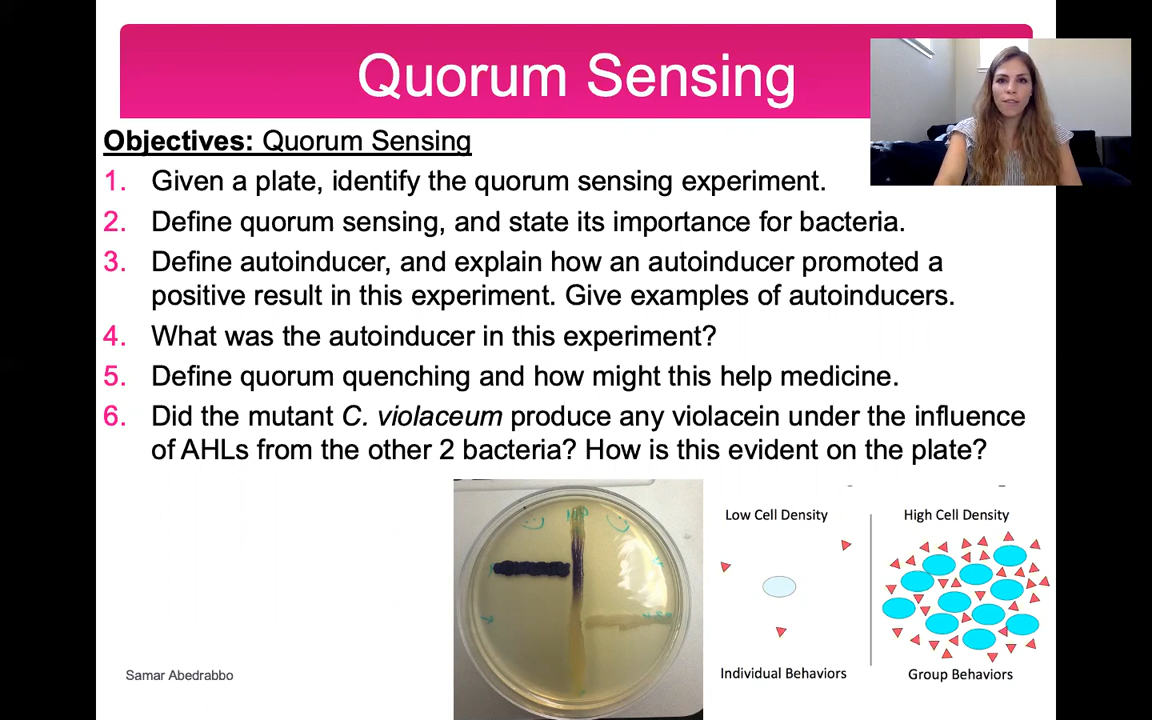 Quorum Sensing
Objectives: Quorum Sensing
1. Given a plate, identify the quorum sensing experiment.
2. Define quorum sensing, and state its importance for bacteria.
3. Define autoinducer, and explain how an autoinducer promoted a
positive result in this experiment. Give examples of autoinducers.
4. What was the autoinducer in this experiment?
5. Define quorum quenching and how might this help medicine.
6. Did the mutant C. violaceum produce any violacein under the influence
of AHLs from the other 2 bacteria? How is this evident on the plate?
Low Cell Density
High Cell Density
Individual Behaviors
Group Behaviors
Samar Abedrabbo